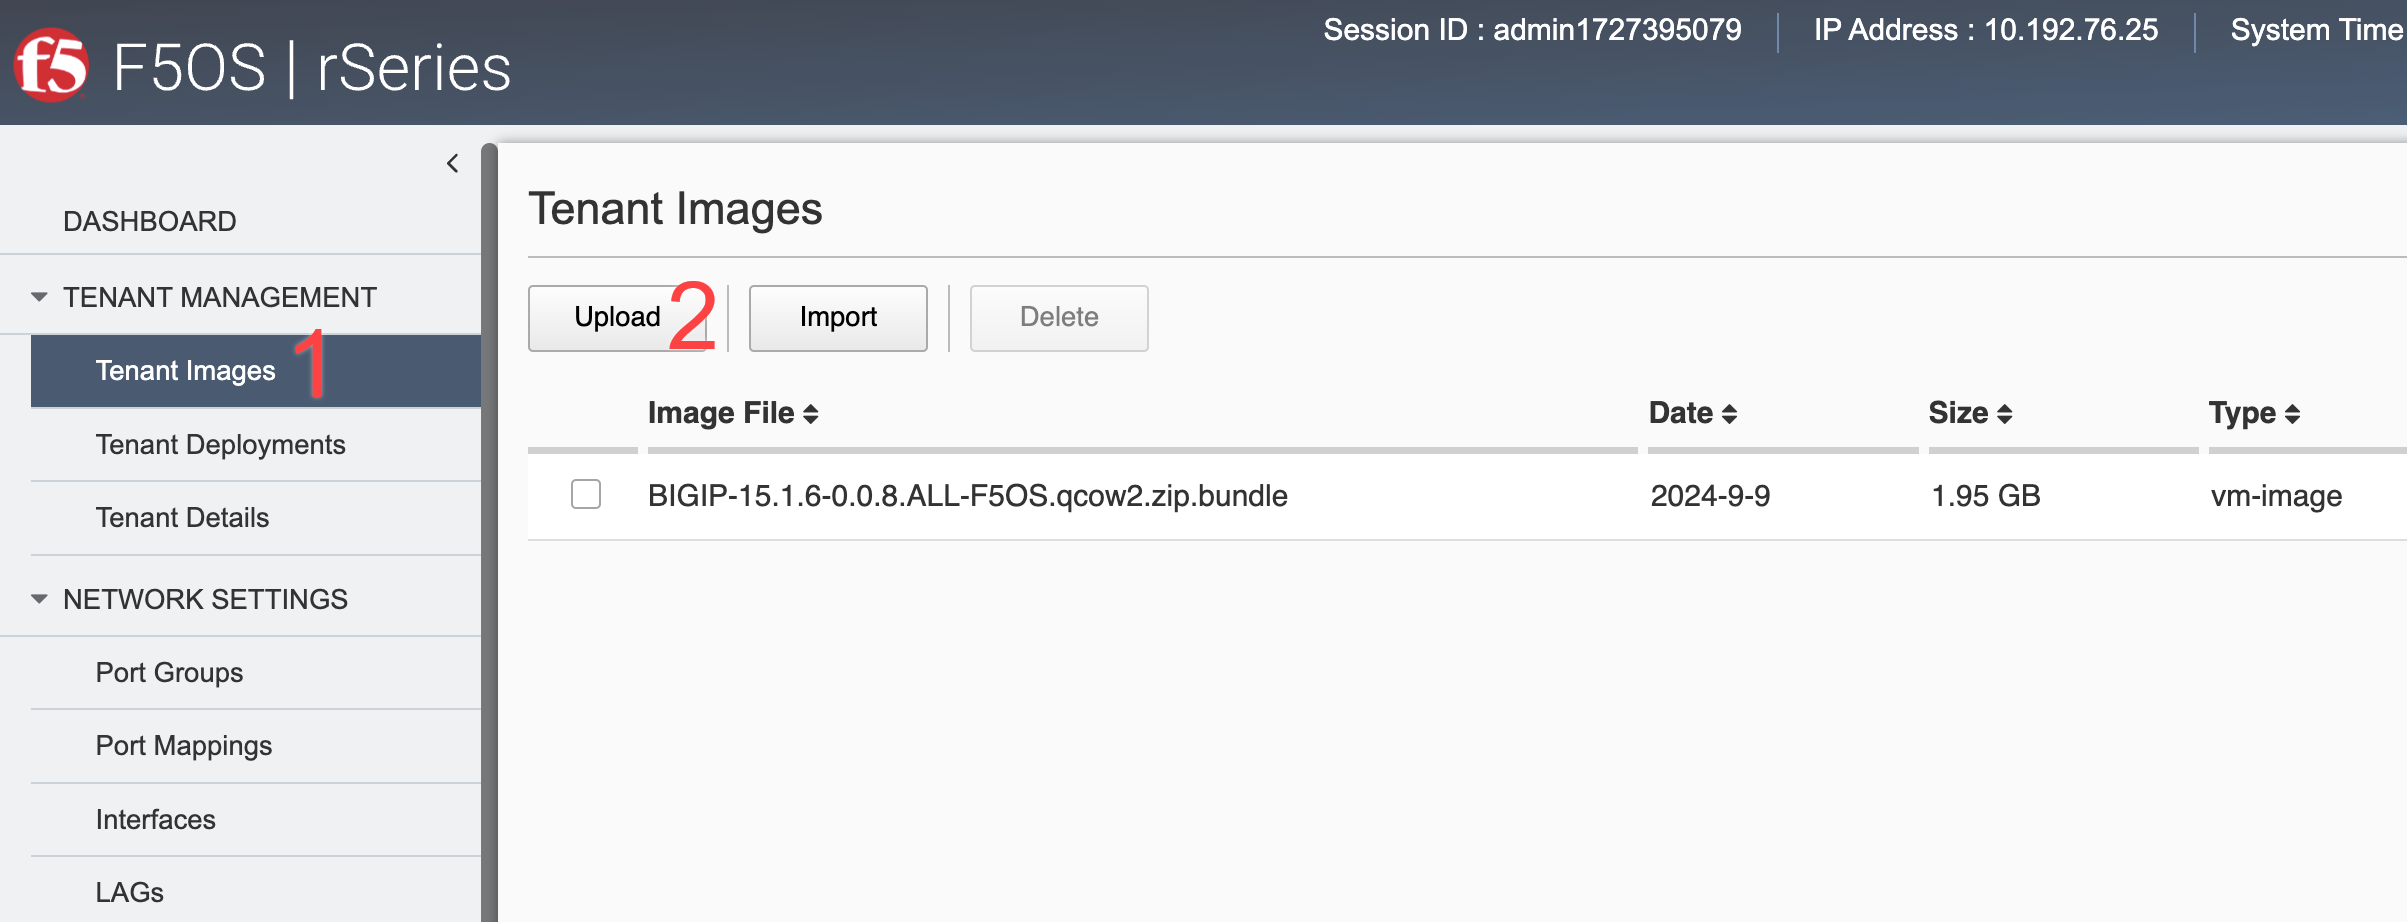 f5 F5OS | rSeries
Session ID : admin1727395079 IP Address : 10.192.76.25 System Time
DASHBOARD
TENANT MANAGEMENT
Tenant Images 1
Tenant Deployments
Tenant Details
NETWORK SETTINGS
Port Groups
Port Mappings
Interfaces
LAGs
Tenant Images
Upload 2 Import Delete
Image File Date Size Type
BIGIP-15.1.6-0.0.8.ALL-F5OS.qcow2.zip.bundle 2024-9-9 1.95 GB vm-image